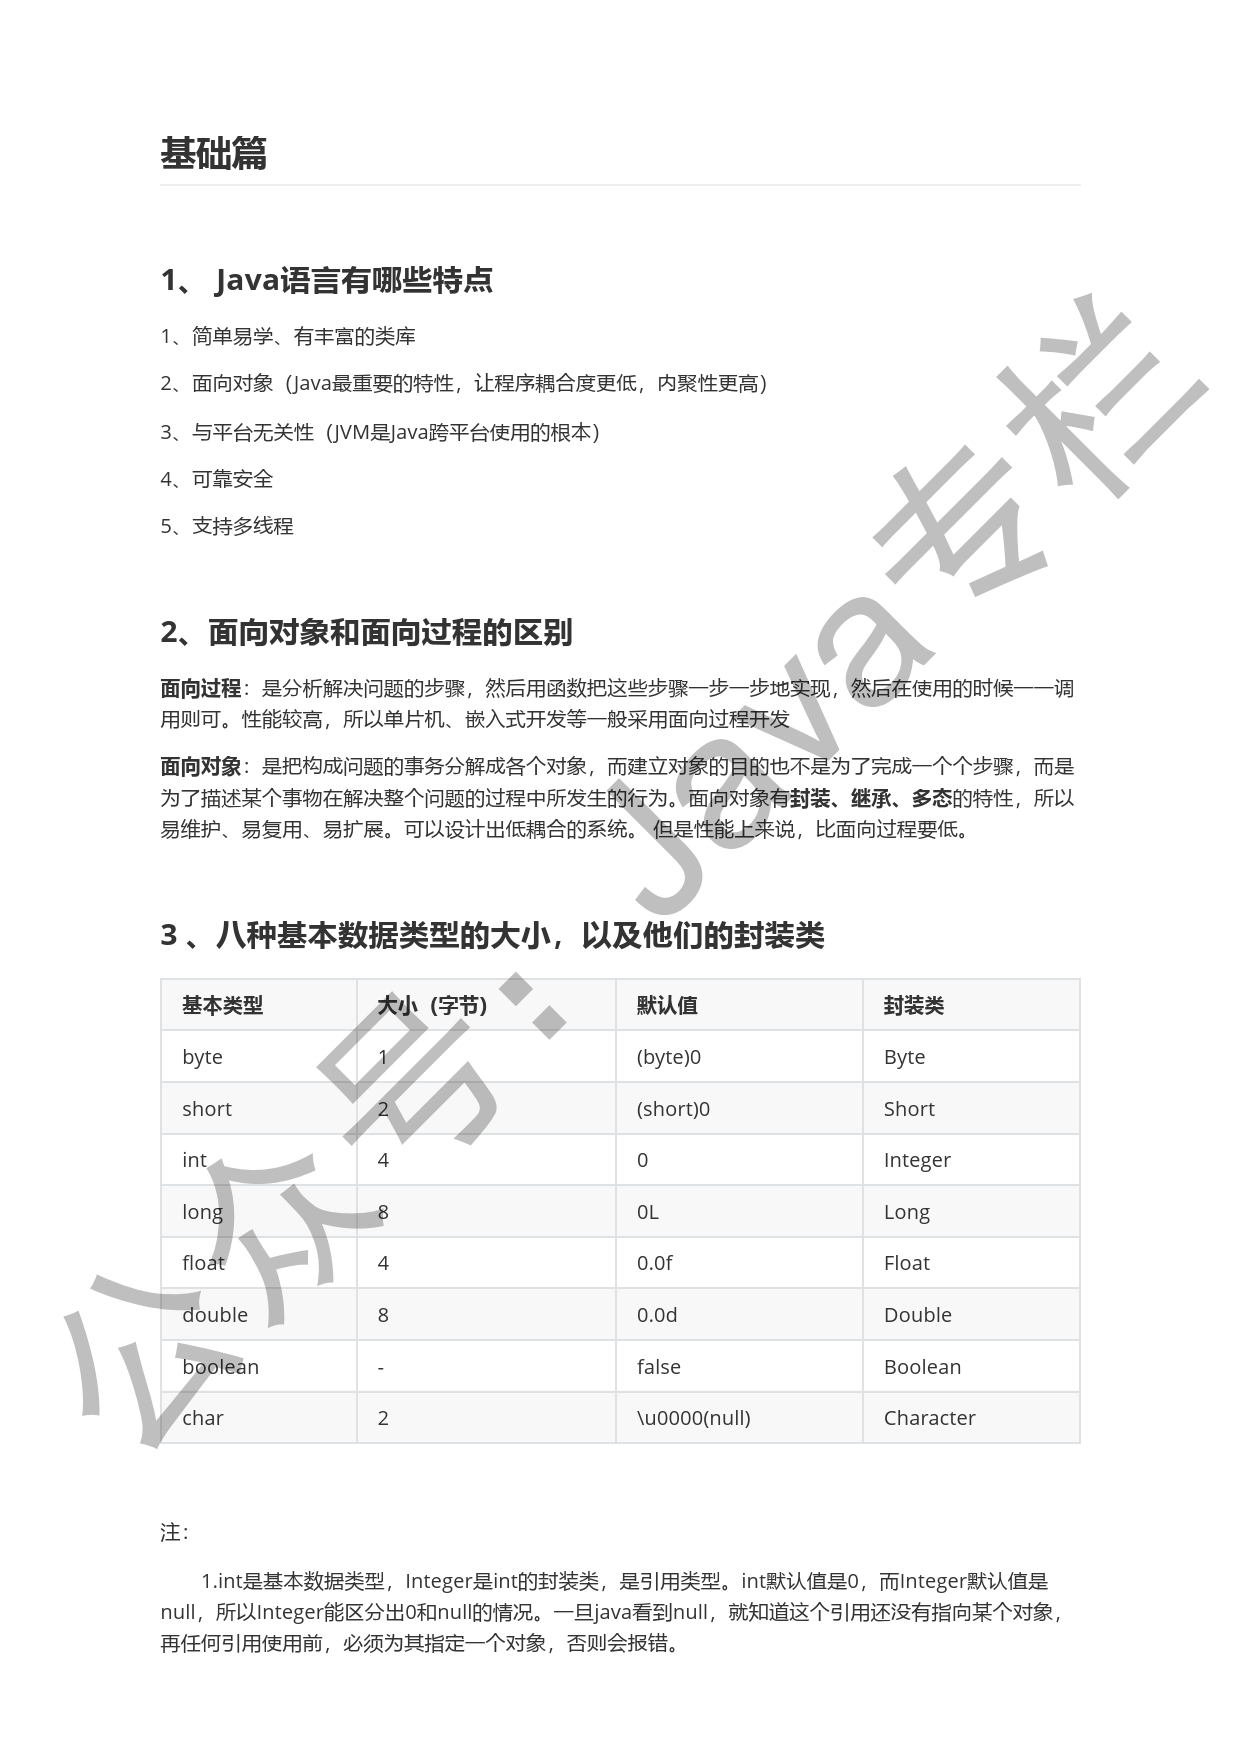 基础篇
1、 Java语言有哪些特点
1、简单易学、有丰富的类库
2、面向对象（Java最重要的特性，让程序耦合度更低，内聚性更高）
3、与平台无关性（JVM是Java跨平台使用的根本）
4、可靠安全
5、支持多线程
2、面向对象和面向过程的区别
面向过程：是分析解决问题的步骤，然后用函数把这些步骤一步一步地实现，然后在使用的时候一一调
用则可。性能较高，所以单片机、嵌入式开发等一般采用面向过程开发
面向对象：是把构成问题的事务分解成各个对象，而建立对象的目的也不是为了完成一个个步骤，而是
为了描述某个事物在解决整个问题的过程中所发生的行为。面向对象有封装、继承、多态的特性，所以
易维护、易复用、易扩展。可以设计出低耦合的系统。 但是性能上来说，比面向过程要低。
3 、八种基本数据类型的大小，以及他们的封装类
基本类型 大小（字节） 默认值 封装类
byte 1 (byte)0 Byte
short 2 (short)0 Short
int 4 0 Integer
long 8 0L Long
float 4 0.0f Float
double 8 0.0d Double
boolean - false Boolean
char 2 \u0000(null) Character
注：
1.int是基本数据类型，Integer是int的封装类，是引用类型。int默认值是0，而Integer默认值是
null，所以Integer能区分出0和null的情况。一旦java看到null，就知道这个引用还没有指向某个对象，
再任何引用使用前，必须为其指定一个对象，否则会报错。
公众号：Java专栏